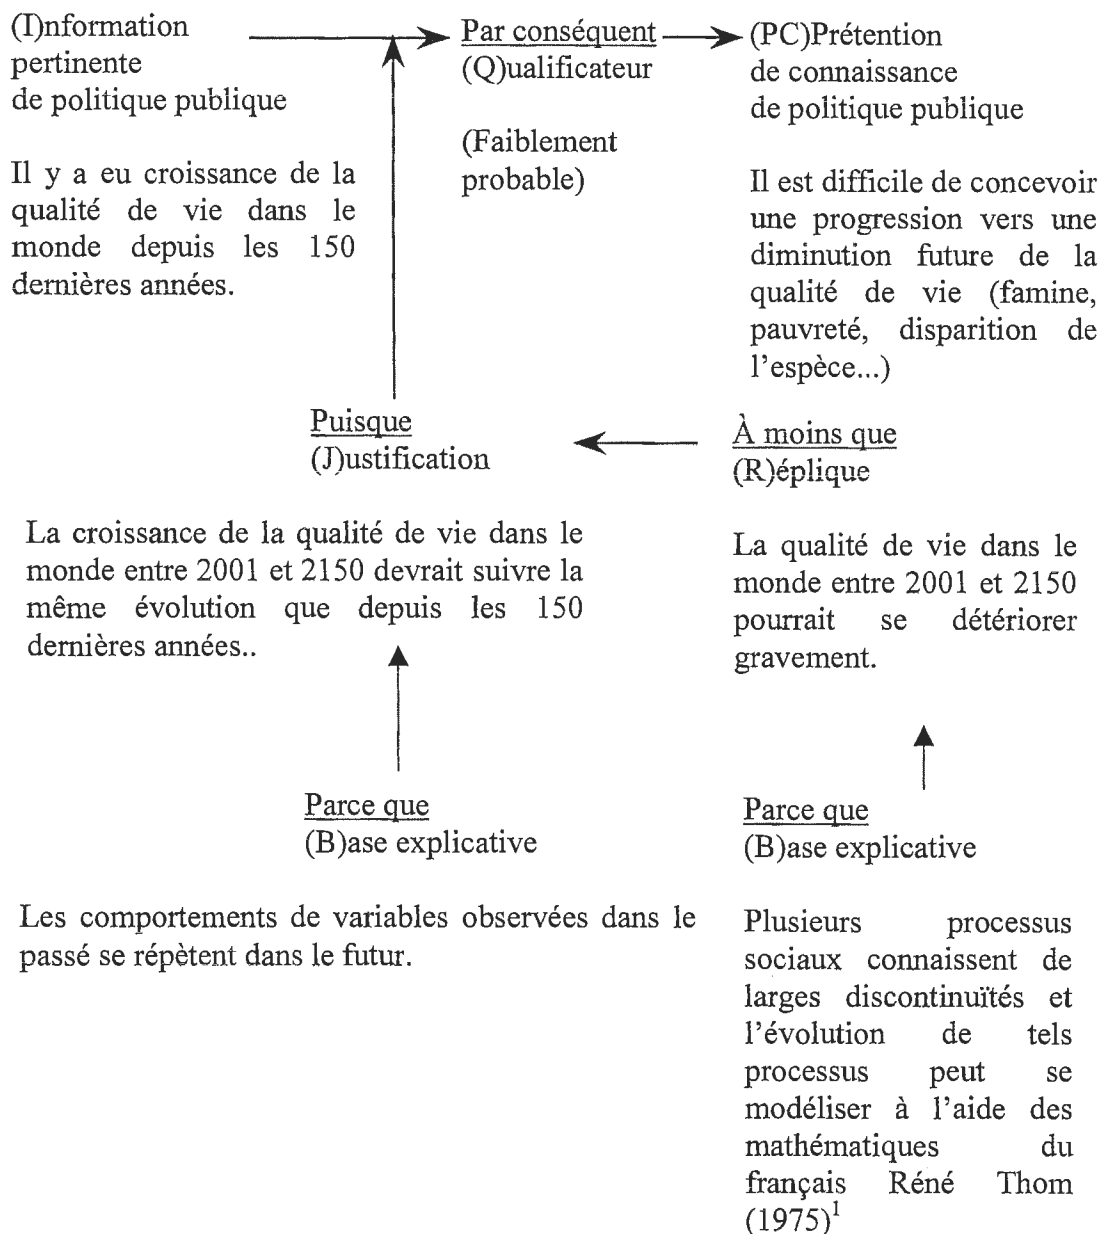 (I)nformation
pertinente
de politique publique
Il y a eu croissance de la
qualité de vie dans le
monde depuis les 150
dernières années.
Par conséquent
(Q)ualificateur
(Faiblement
probable)
(PC)Prétention
de connaissance
de politique publique
Il est difficile de concevoir
une progression vers une
diminution future de la
qualité de vie (famine,
pauvreté, disparition de
l'espèce...)
Puisque
(J)ustification
La croissance de la qualité de vie dans le
monde entre 2001 et 2150 devrait suivre la
même évolution que depuis les 150
dernières années..
À moins que
(R)éplique
La qualité de vie dans le
monde entre 2001 et 2150
pourrait se détériorer
gravement.
Parce que
(B)ase explicative
Les comportements de variables observées dans le
passé se répètent dans le futur.
Parce que
(B)ase explicative
Plusieurs processus
sociaux connaissent de
larges discontinuïtés et
l'évolution de tels
processus peut se
modéliser à l'aide des
mathématiques du
français Réné Thom
(1975)¹